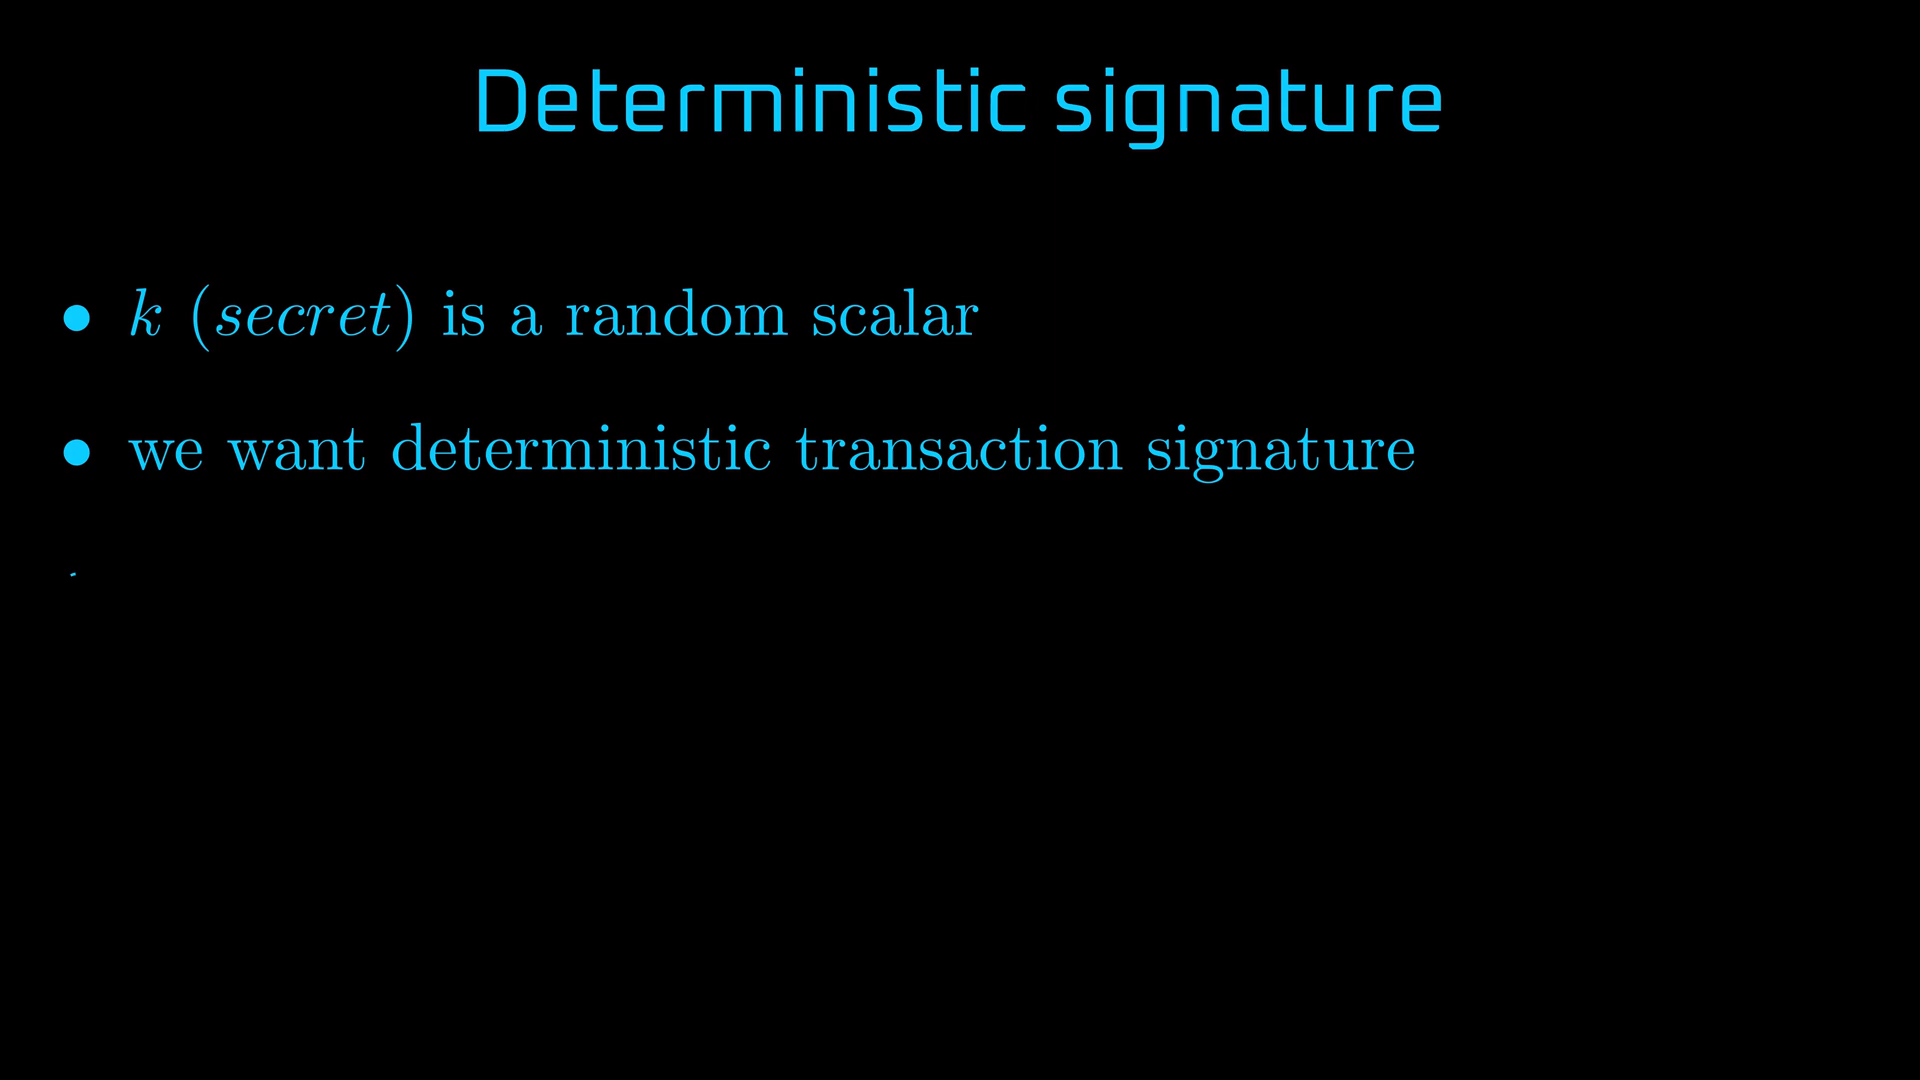 Deterministic signature
• k (secret) is a random scalar
• we want deterministic transaction signature